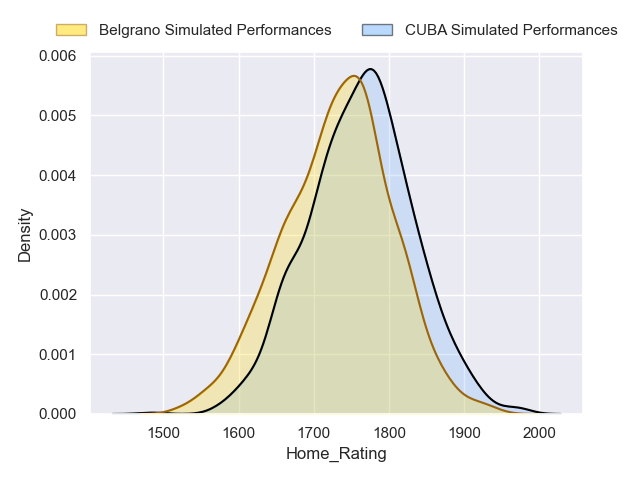 Belgrano Simulated Performances CUBA Simulated Performances
0.006
0.005
0.004
0.003
0.002
0.001
0.000
Density
1500 1600 1700 1800 1900 2000
Home_Rating